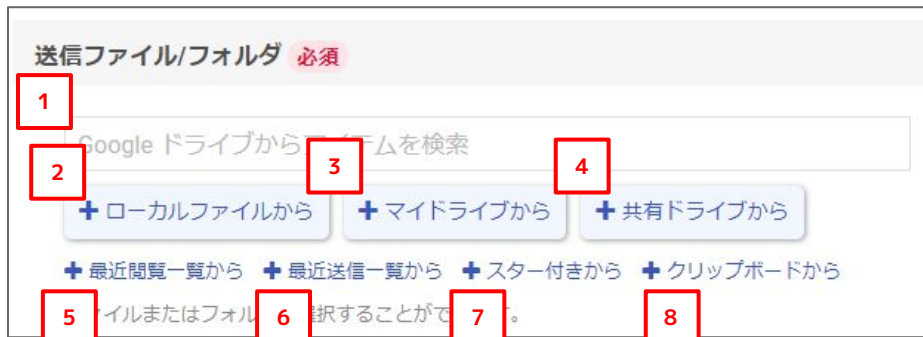 送信ファイル/フォルダ 必須
1
Google ドライブからアイテムを検索
2 3 4
+ ローカルファイルから + マイドライブから + 共有ドライブから
+ 最近閲覧一覧から + 最近送信一覧から + スター付きから + クリップボードから
イルまたはフォル 択することがで 。
5 6 7 8